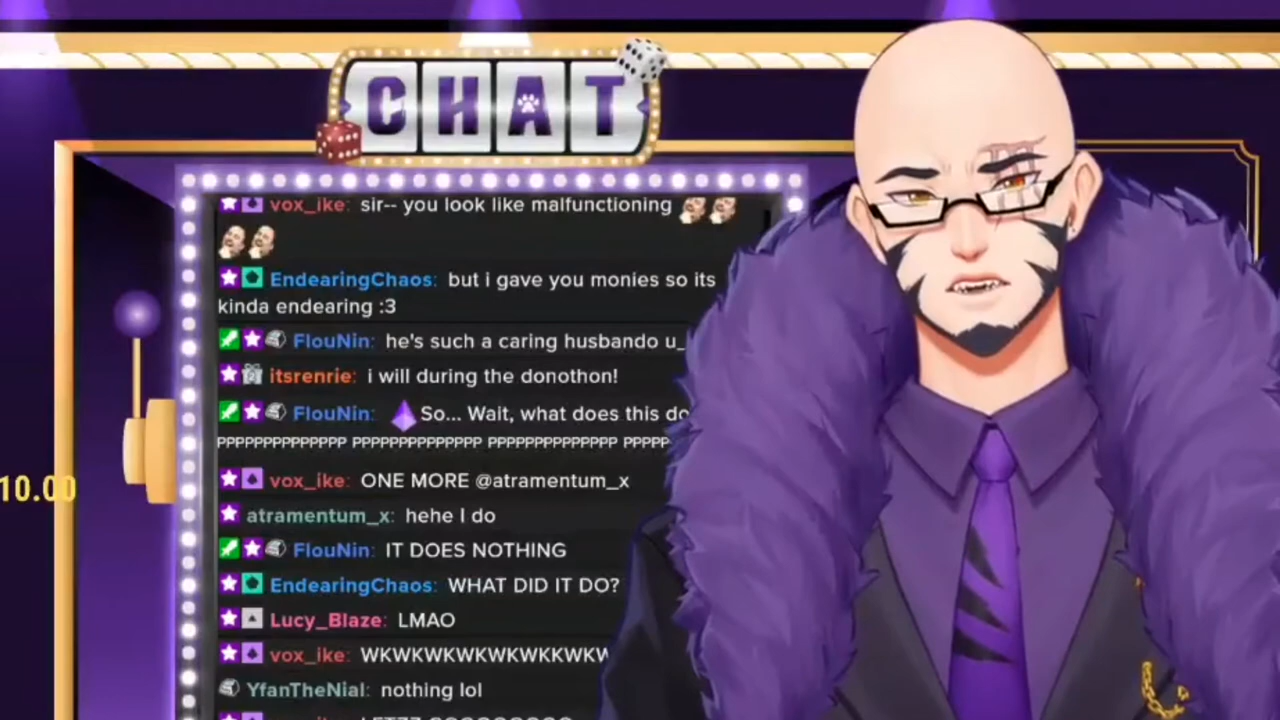 CHAT
vox_ike: sir-- you look like malfunctioning
EndearingChaos: but i gave you monies so its
kinda endearing :3
FlouNin: he's such a caring husbando u_
itsrenrie: i will during the donothon!
FlouNin: So... Wait, what does this do
PPPPPPPPPPPPPP PPPPPPPPPPPPPP PPPPPPPPPPPPPP PPPPP
vox_ike: ONE MORE @atramentum_x
10.00
atramentum_x: hehe I do
FlouNin: IT DOES NOTHING
EndearingChaos: WHAT DID IT DO?
Lucy_Blaze: LMAO
vox_ike: WKWKWKWKWKWKKWKW
YfanTheNial: nothing lol